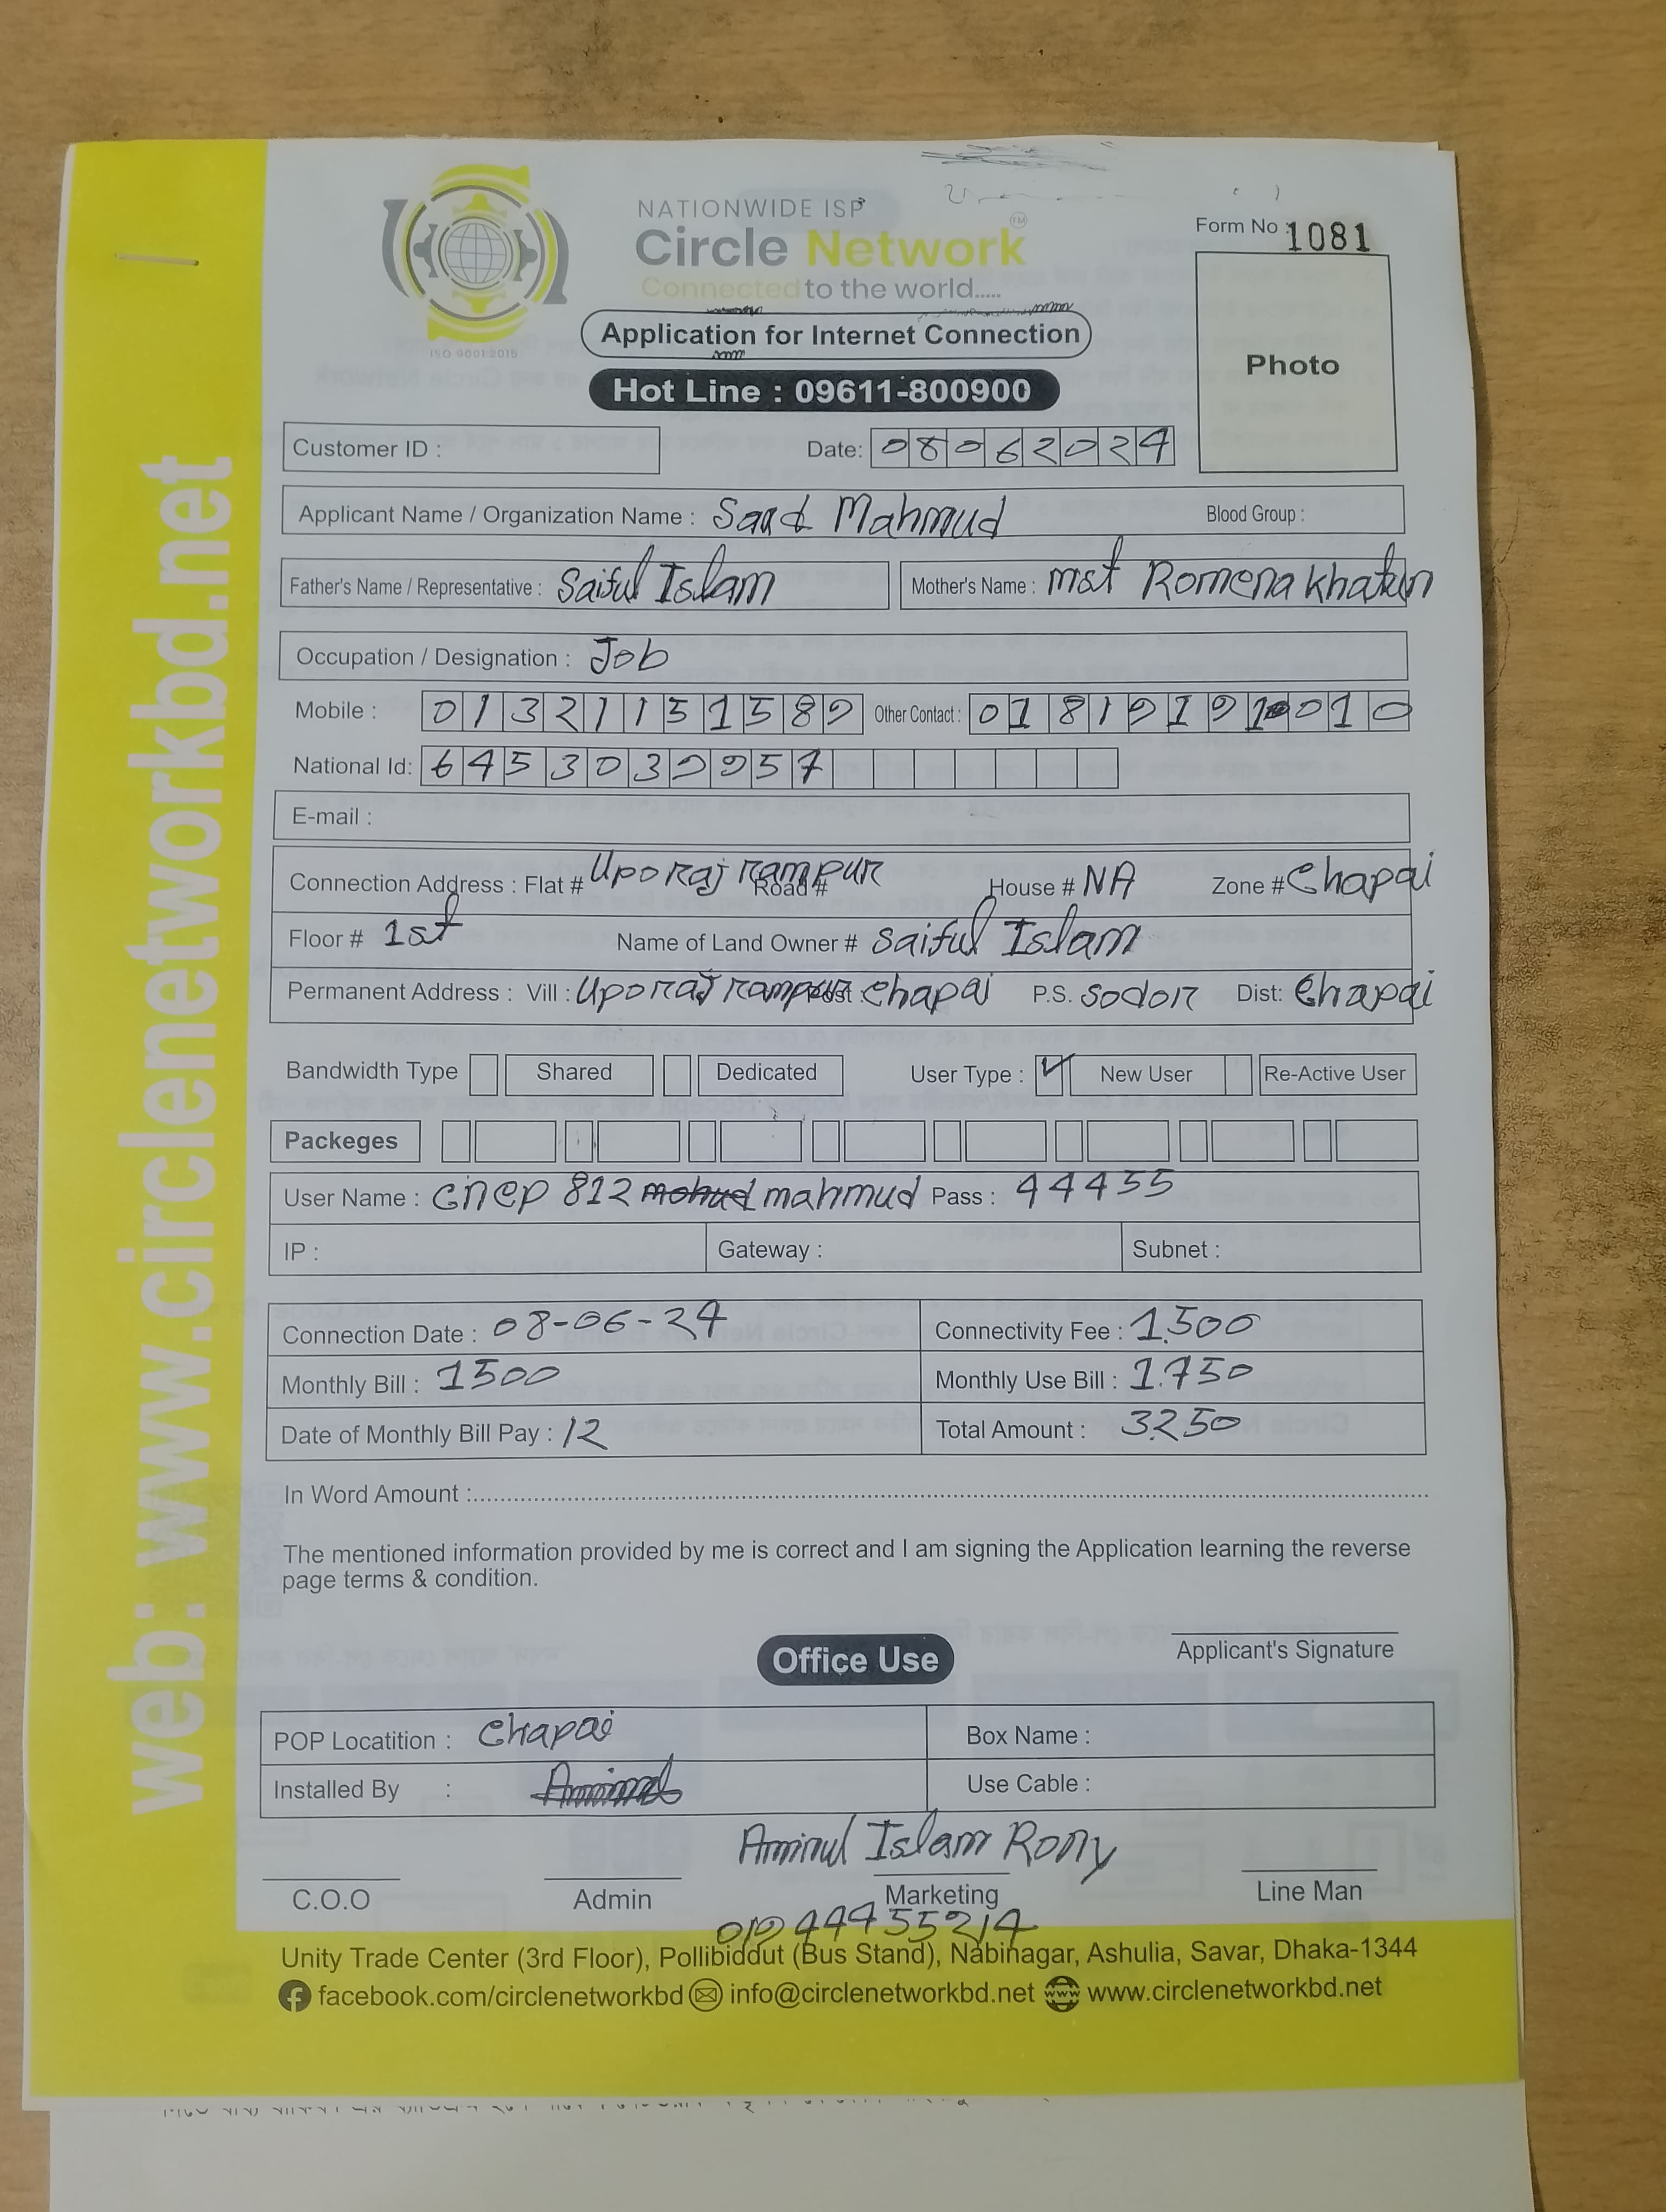 web: www.circlenetworkbd.net
NATIONWIDE ISP
Circle Network TM
Connected to the world.....
ISO 9001:2015
Form No : 1081
Application for Internet Connection
Photo
Hot Line : 09611-800900
Customer ID :
Date: 08062024
Applicant Name / Organization Name : Saad Mahmud Blood Group :
Father's Name / Representative : Saiful Islam Mother's Name : mst Romena khatun
Occupation / Designation : Job
Mobile : 01321151589 Other Contact : 01819191010
National Id: 6453039957
E-mail :
Connection Address : Flat # Uporajrampur Road # House # NA Zone # Chapai
Floor # 1st Name of Land Owner # Saiful Islam
Permanent Address : Vill : Uporajrampur Post : Chapai P.S. Sodor Dist: Chapai
Bandwidth Type Shared Dedicated User Type : ✓ New User Re-Active User
Packeges
User Name : cnep 812 mahmud Pass : 44455
IP : Gateway : Subnet :
Connection Date : 08-06-24 Connectivity Fee : 1500
Monthly Bill : 1500 Monthly Use Bill : 1750
Date of Monthly Bill Pay : 12 Total Amount : 3250
In Word Amount :
The mentioned information provided by me is correct and I am signing the Application learning the reverse
page terms & condition.
Applicant's Signature
Office Use
POP Locatition : Chapai Box Name :
Installed By : Use Cable :
Aminul Islam Rony
C.O.O Admin Marketing Line Man
01944455214
Unity Trade Center (3rd Floor), Pollibiddut (Bus Stand), Nabinagar, Ashulia, Savar, Dhaka-1344
facebook.com/circlenetworkbd info@circlenetworkbd.net www.circlenetworkbd.net